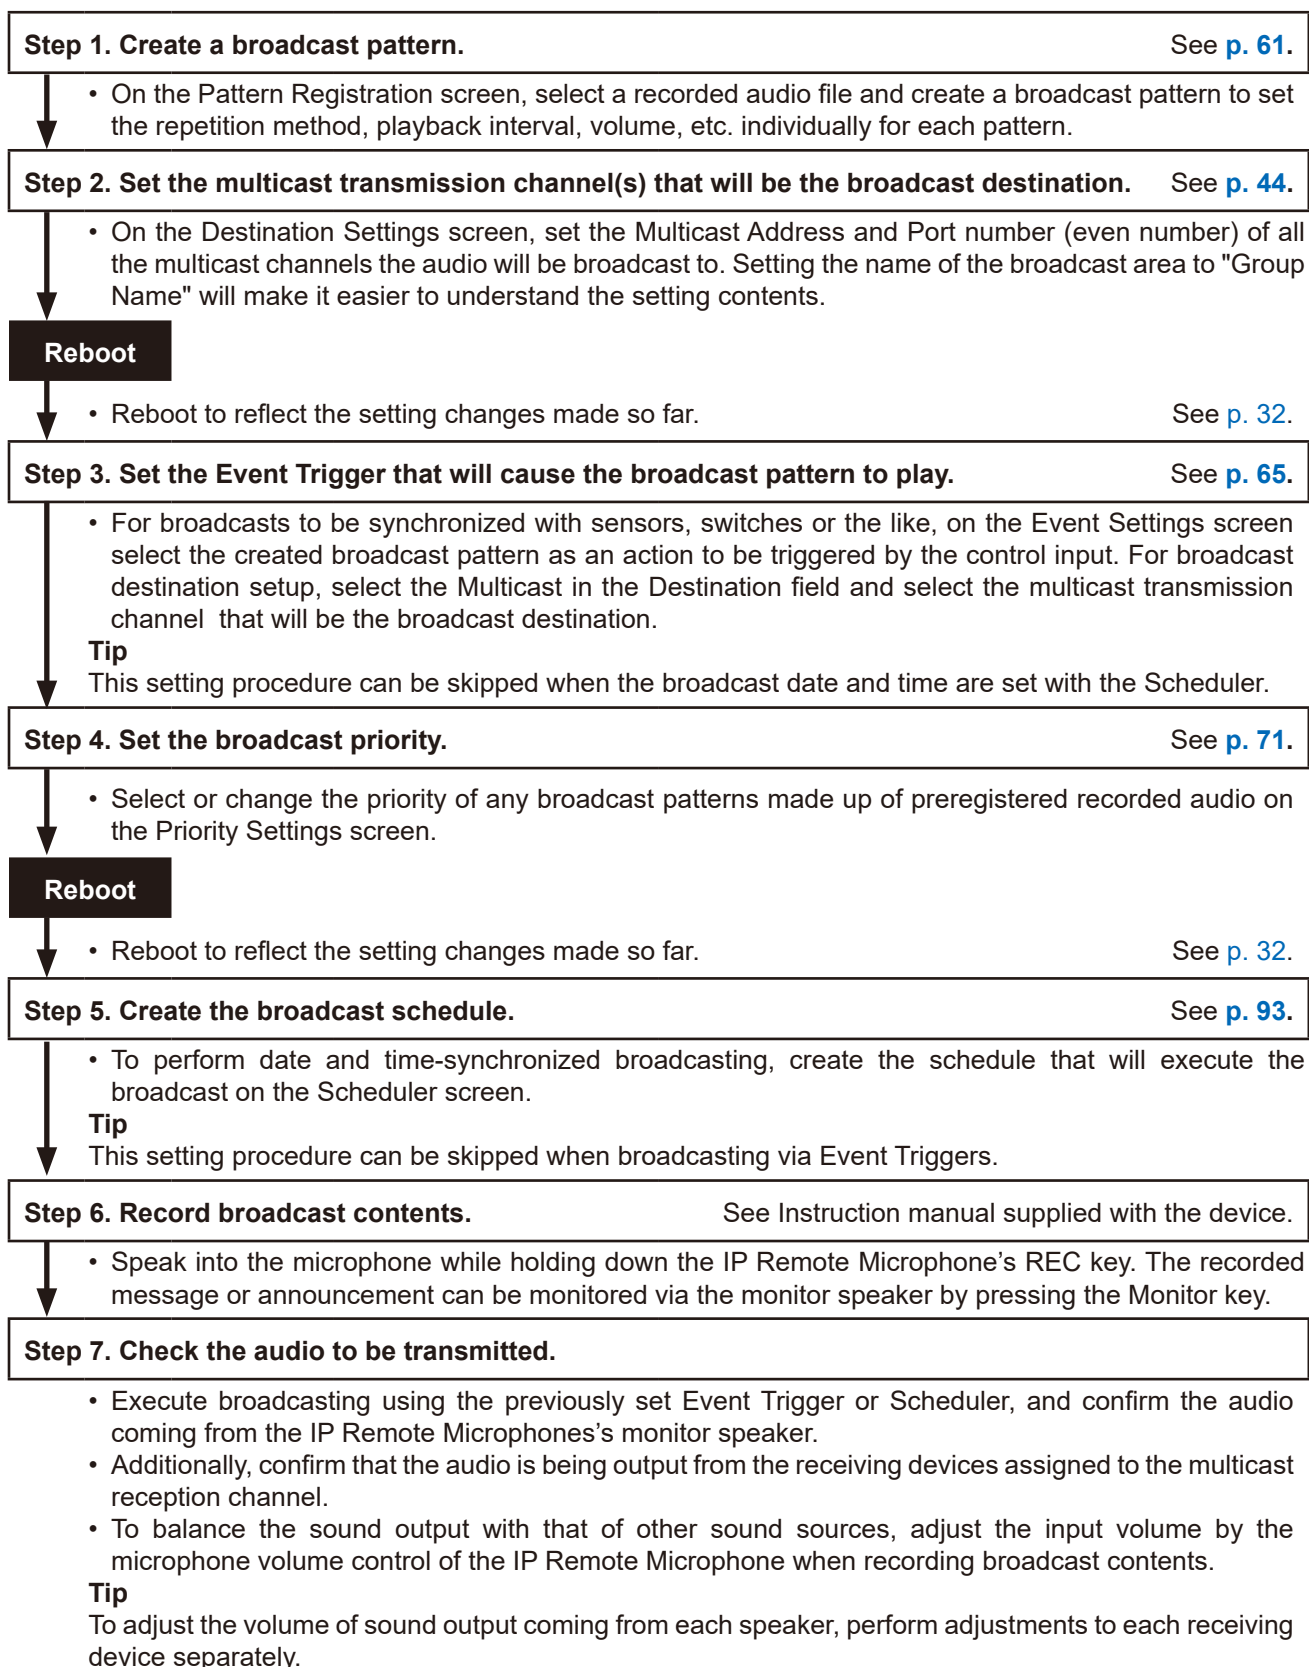 Step 1. Create a broadcast pattern. See p. 61.
• On the Pattern Registration screen, select a recorded audio file and create a broadcast pattern to set
the repetition method, playback interval, volume, etc. individually for each pattern.
Step 2. Set the multicast transmission channel(s) that will be the broadcast destination. See p. 44.
• On the Destination Settings screen, set the Multicast Address and Port number (even number) of all
the multicast channels the audio will be broadcast to. Setting the name of the broadcast area to "Group
Name" will make it easier to understand the setting contents.
Reboot
• Reboot to reflect the setting changes made so far. See p. 32.
Step 3. Set the Event Trigger that will cause the broadcast pattern to play. See p. 65.
• For broadcasts to be synchronized with sensors, switches or the like, on the Event Settings screen
select the created broadcast pattern as an action to be triggered by the control input. For broadcast
destination setup, select the Multicast in the Destination field and select the multicast transmission
channel that will be the broadcast destination.
Tip
This setting procedure can be skipped when the broadcast date and time are set with the Scheduler.
Step 4. Set the broadcast priority. See p. 71.
• Select or change the priority of any broadcast patterns made up of preregistered recorded audio on
the Priority Settings screen.
Reboot
• Reboot to reflect the setting changes made so far. See p. 32.
Step 5. Create the broadcast schedule. See p. 93.
• To perform date and time-synchronized broadcasting, create the schedule that will execute the
broadcast on the Scheduler screen.
Tip
This setting procedure can be skipped when broadcasting via Event Triggers.
Step 6. Record broadcast contents. See Instruction manual supplied with the device.
• Speak into the microphone while holding down the IP Remote Microphone’s REC key. The recorded
message or announcement can be monitored via the monitor speaker by pressing the Monitor key.
Step 7. Check the audio to be transmitted.
• Execute broadcasting using the previously set Event Trigger or Scheduler, and confirm the audio
coming from the IP Remote Microphones’s monitor speaker.
• Additionally, confirm that the audio is being output from the receiving devices assigned to the multicast
reception channel.
• To balance the sound output with that of other sound sources, adjust the input volume by the
microphone volume control of the IP Remote Microphone when recording broadcast contents.
Tip
To adjust the volume of sound output coming from each speaker, perform adjustments to each receiving
device separately.